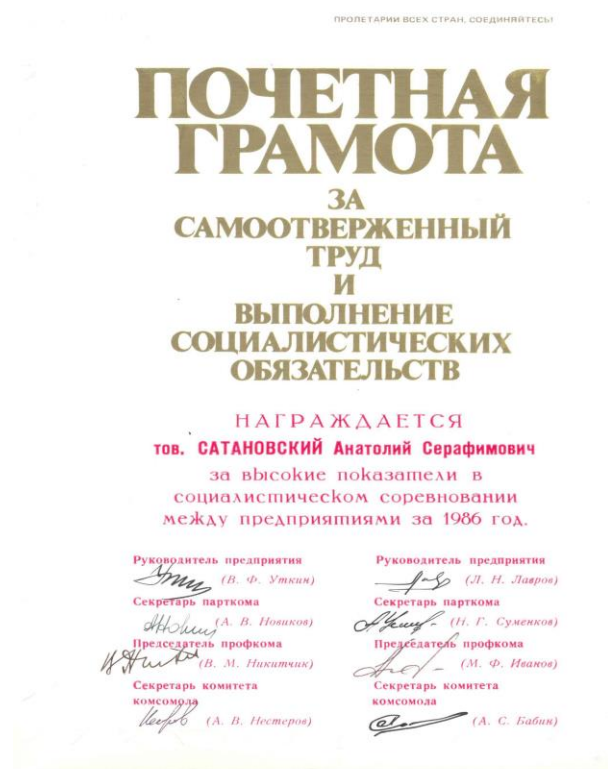 ПРОЛЕТАРИИ ВСЕХ СТРАН, СОЕДИНЯЙТЕСЬ!
ПОЧЕТНАЯ
ГРАМОТА
ЗА
САМООТВЕРЖЕННЫЙ
ТРУД
И
ВЫПОЛНЕНИЕ
СОЦИАЛИСТИЧЕСКИХ
ОБЯЗАТЕЛЬСТВ
НАГРАЖДАЕТСЯ
тов. САТАНОВСКИЙ Анатолий Серафимович
за высокие показатели в
социалистическом соревновании
между предприятиями за 1986 год.
Руководитель предприятия
(В. Ф. Уткин)
Секретарь парткома
(А. В. Новиков)
Председатель профкома
(В. М. Никитчик)
Секретарь комитета
комсомола
(А. В. Нестеров)
Руководитель предприятия
(Л. Н. Лавров)
Секретарь парткома
(Н. Г. Суменков)
Председатель профкома
(М. Ф. Иванов)
Секретарь комитета
комсомола
(А. С. Бабин)